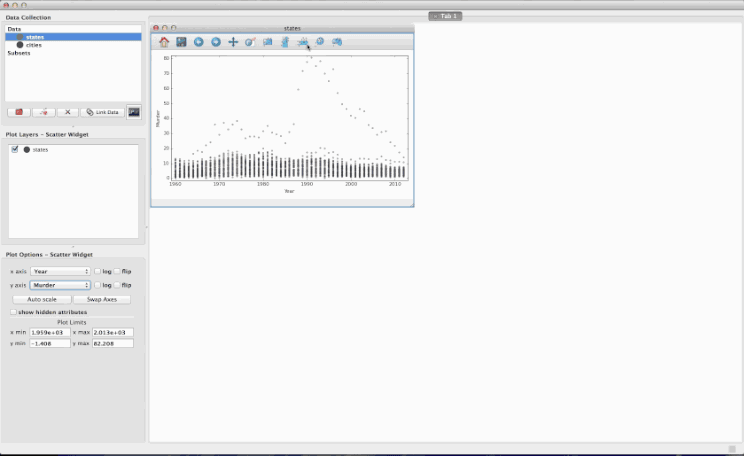 Tab 1
Data Collection
Data
states
cities
Subsets
Link Data
Plot Layers - Scatter Widget
states
Plot Options - Scatter Widget
x axis Year log flip
y axis Murder log flip
Auto scale Swap Axes
show hidden attributes
Plot Limits
x min 1.959e+03 x max 2.013e+03
y min -1.408 y max 82.208
states
80
70
60
50
40
30
20
10
0
Murder
1960 1970 1980 1990 2000 2010
Year